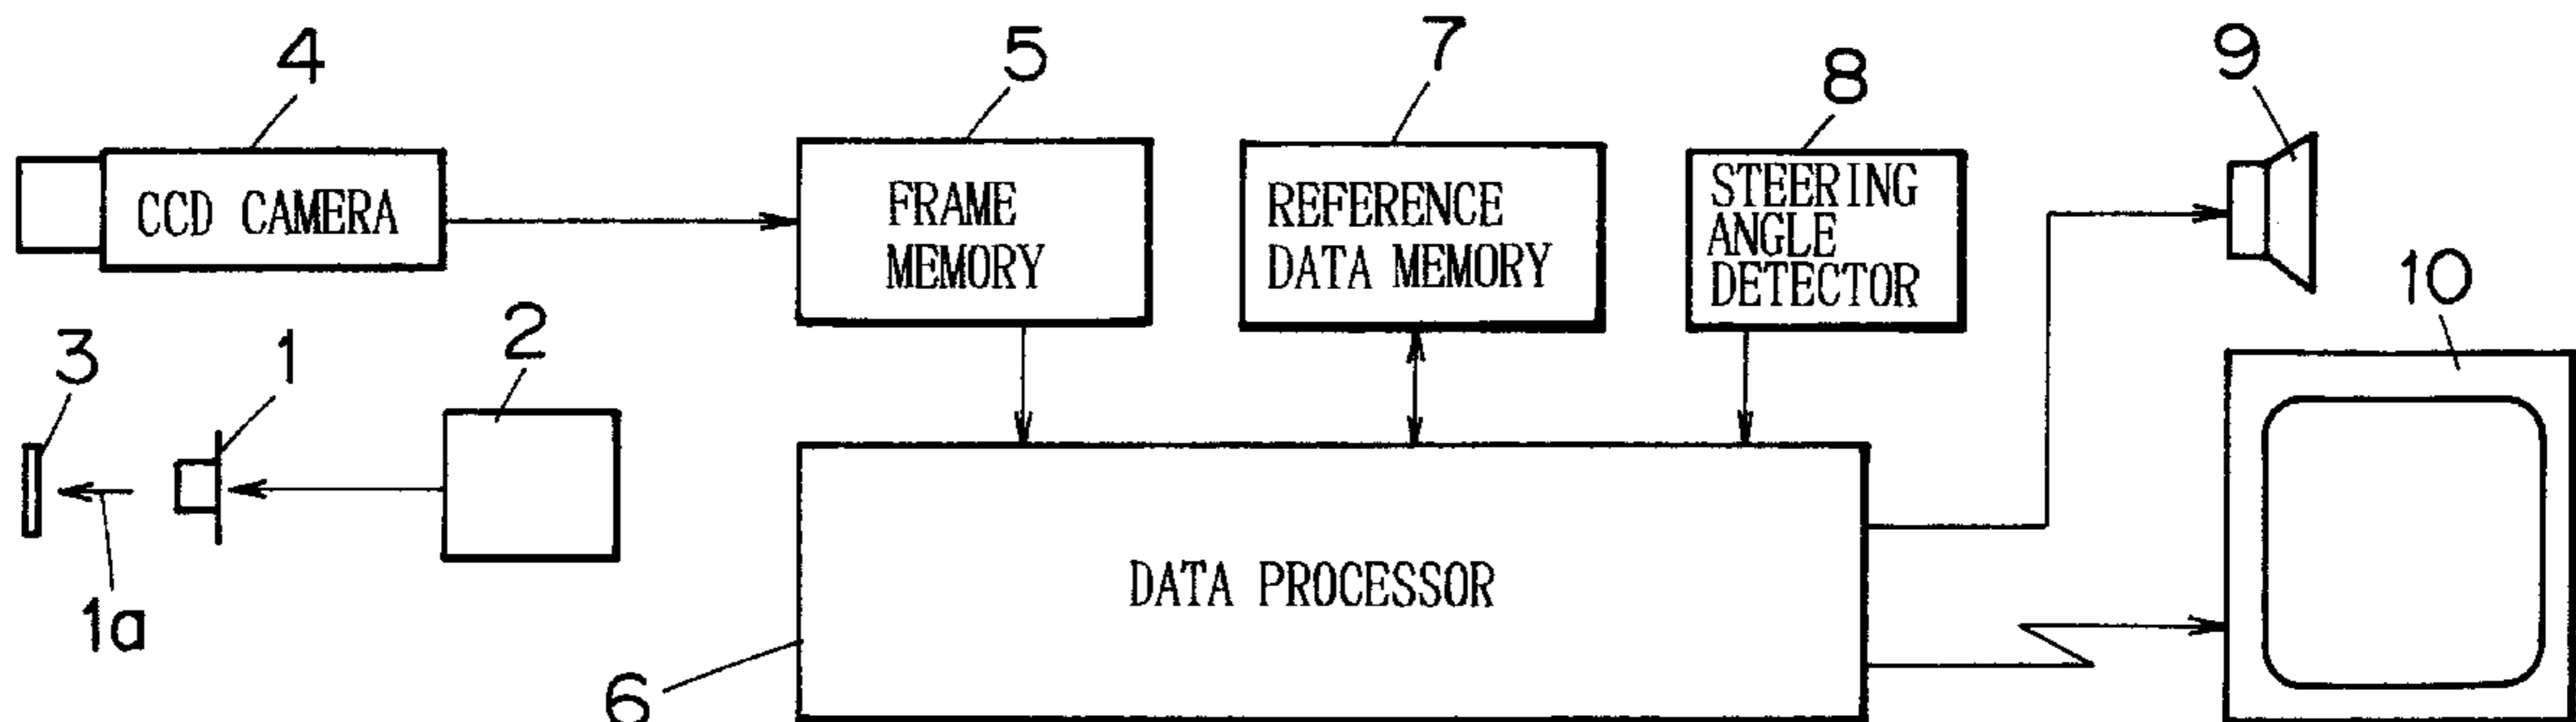 4
5
7
8
9
CCD CAMERA
FRAME
MEMORY
REFERENCE
DATA MEMORY
STEERING
ANGLE
DETECTOR
10
3
1
2
1a
DATA PROCESSOR
6